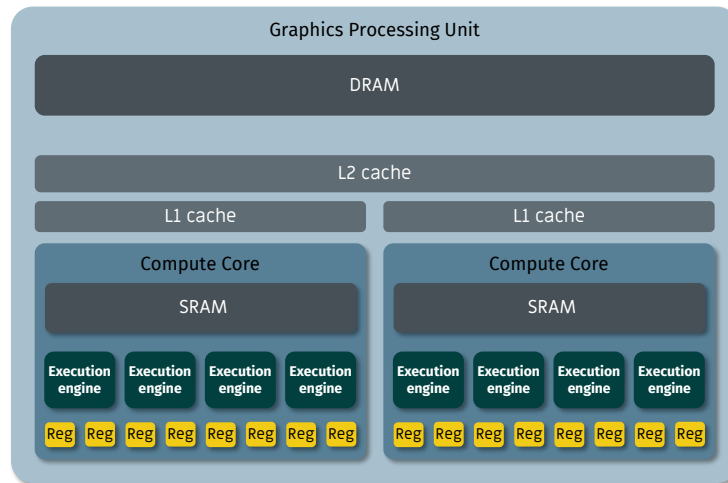 Graphics Processing Unit
DRAM
L2 cache
L1 cache L1 cache
Compute Core Compute Core
SRAM SRAM
Execution Execution Execution Execution Execution Execution Execution Execution
engine engine engine engine engine engine engine engine
Reg Reg Reg Reg Reg Reg Reg Reg Reg Reg Reg Reg Reg Reg Reg Reg